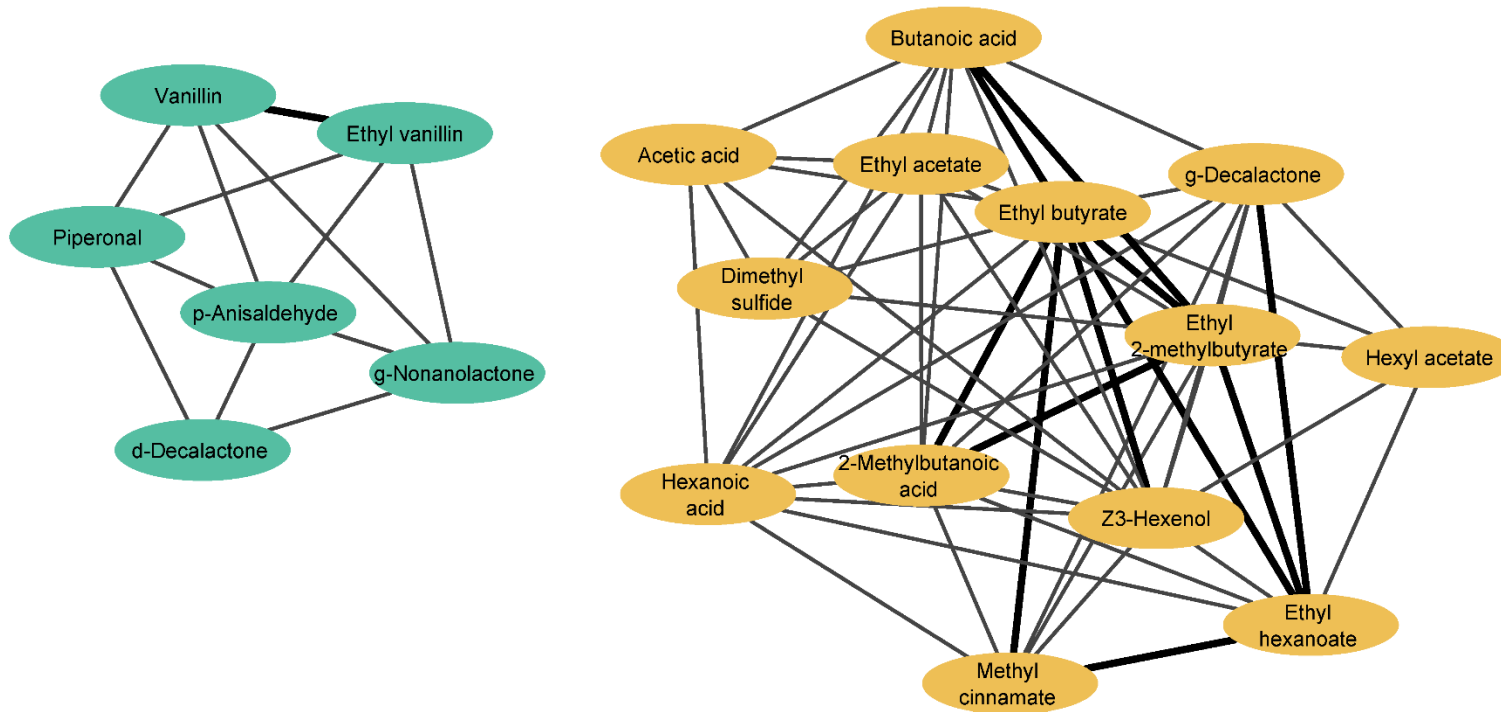 Vanillin
Ethyl vanillin
Piperonal
p-Anisaldehyde
g-Nonanolactone
d-Decalactone
Butanoic acid
Acetic acid
Ethyl acetate
g-Decalactone
Ethyl butyrate
Dimethyl
sulfide
Ethyl
2-methylbutyrate
Hexyl acetate
Hexanoic
acid
2-Methylbutanoic
acid
Z3-Hexenol
Ethyl
hexanoate
Methyl
cinnamate